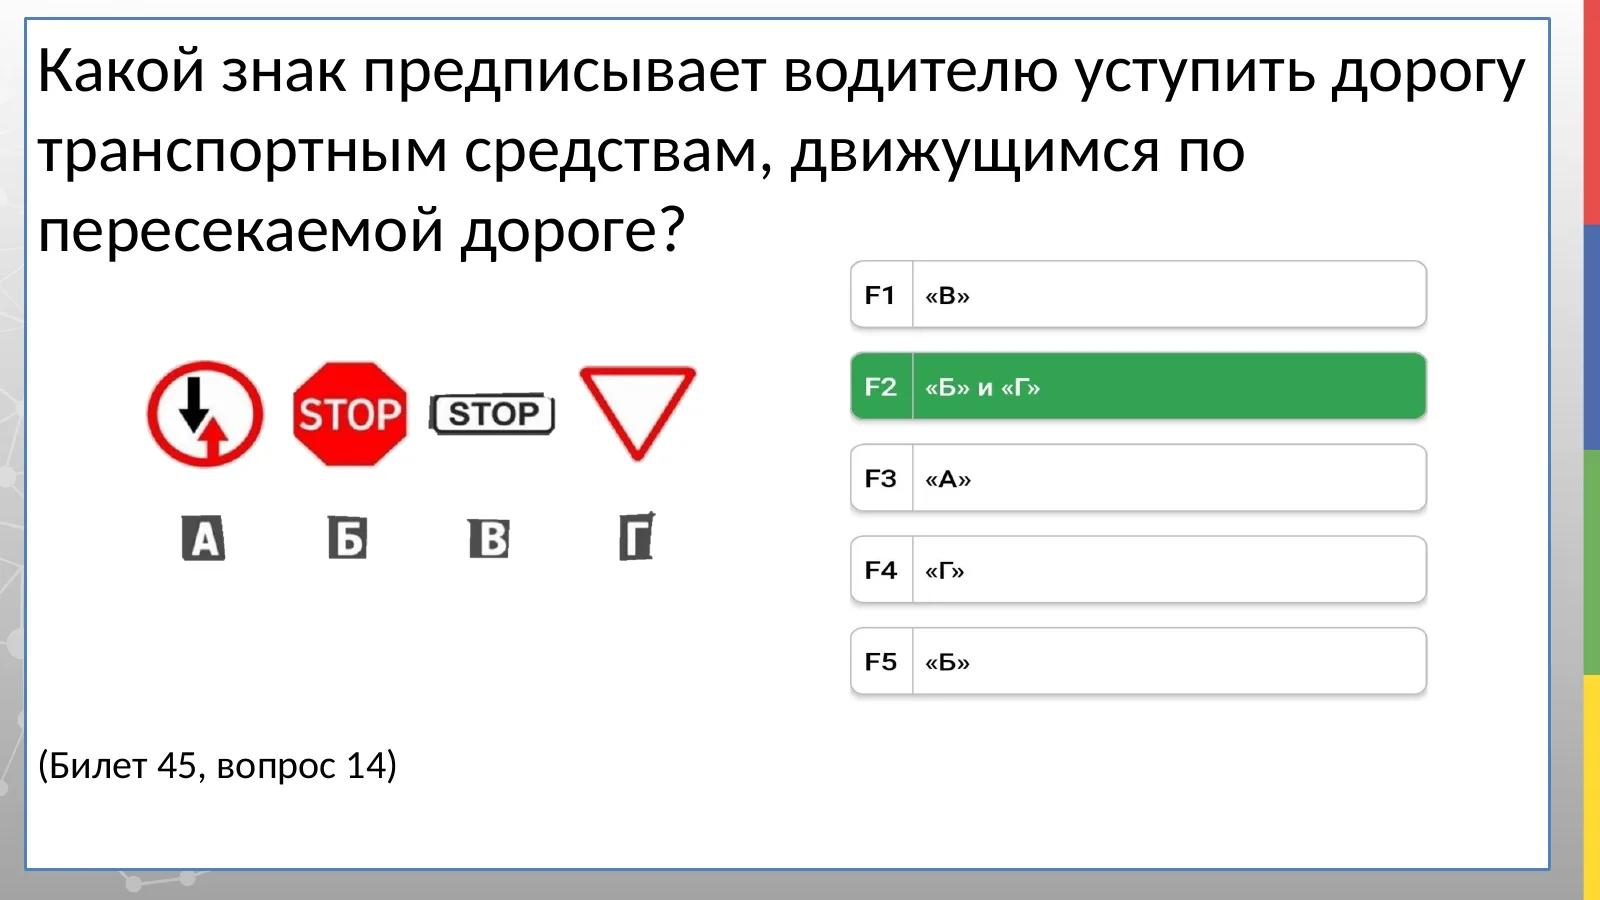 Какой знак предписывает водителю уступить дорогу
транспортным средствам, движущимся по
пересекаемой дороге?
STOP STOP
А Б В Г
F1 «В»
F2 «Б» и «Г»
F3 «А»
F4 «Г»
F5 «Б»
(Билет 45, вопрос 14)